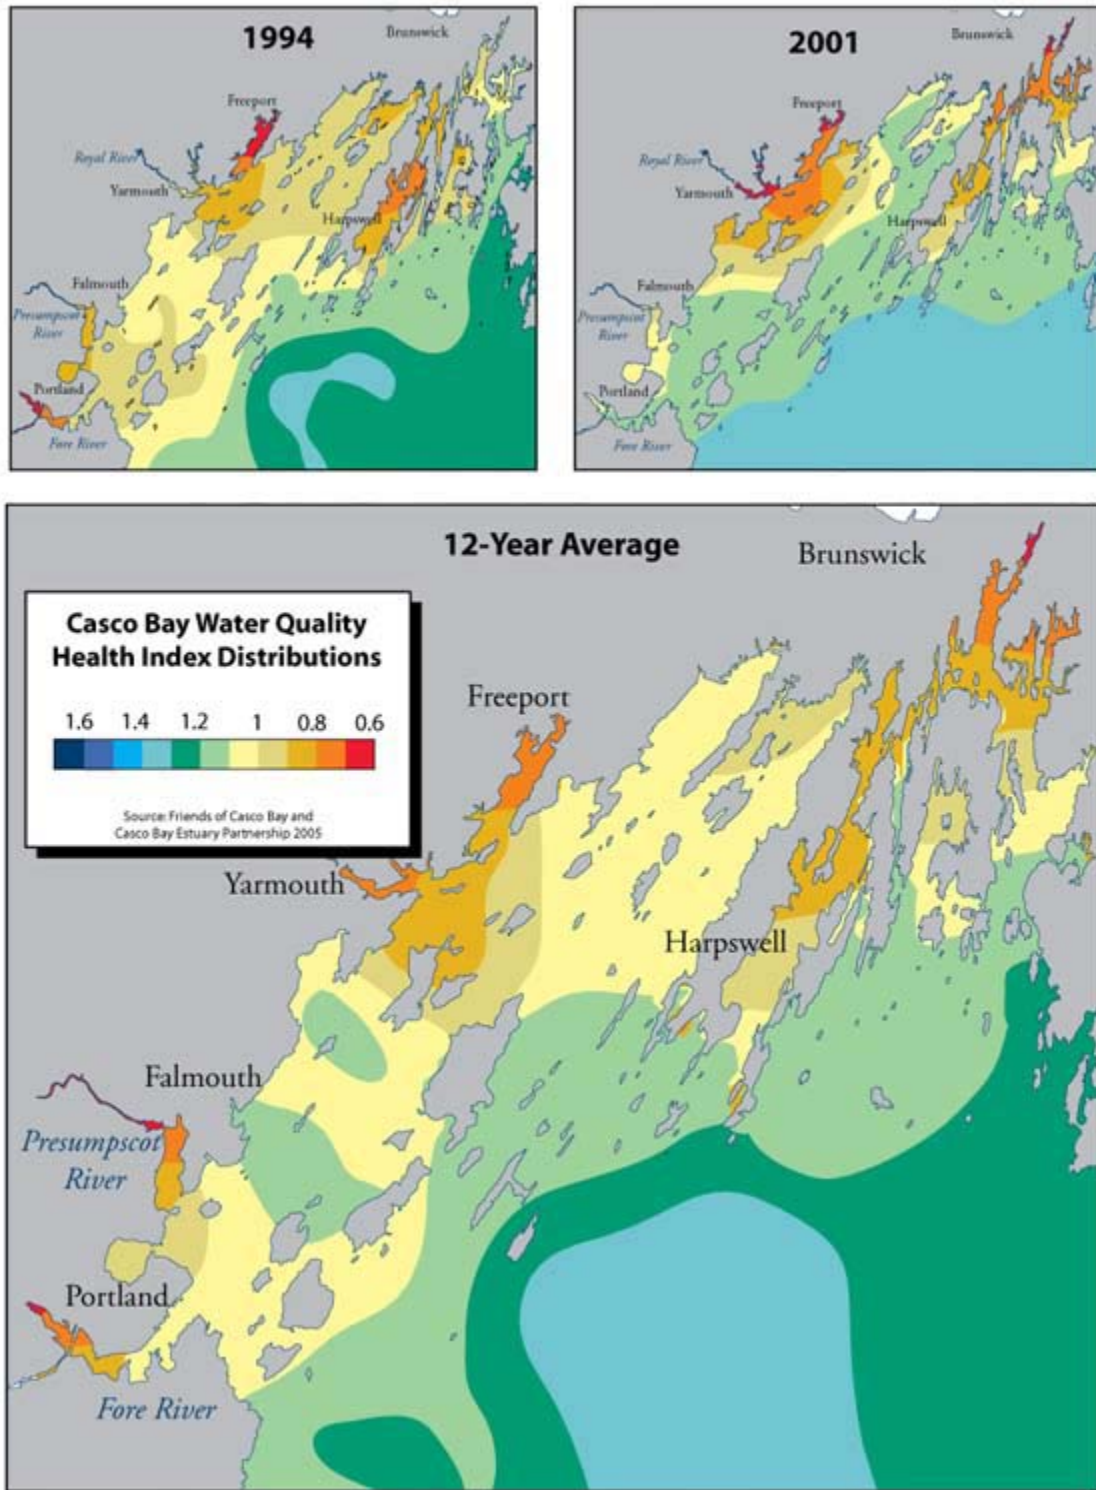 1994
Brunswick
Freeport
Royal River
Yarmouth
Harpswell
Falmouth
Presumpscot
River
Portland
Fore River
2001
Brunswick
Freeport
Royal River
Yarmouth
Harpswell
Falmouth
Presumpscot
River
Portland
Fore River
12-Year Average
Brunswick
Casco Bay Water Quality
Health Index Distributions
1.6 1.4 1.2 1 0.8 0.6
Source: Friends of Casco Bay and
Casco Bay Estuary Partnership 2005
Freeport
Yarmouth
Harpswell
Falmouth
Presumpscot
River
Portland
Fore River